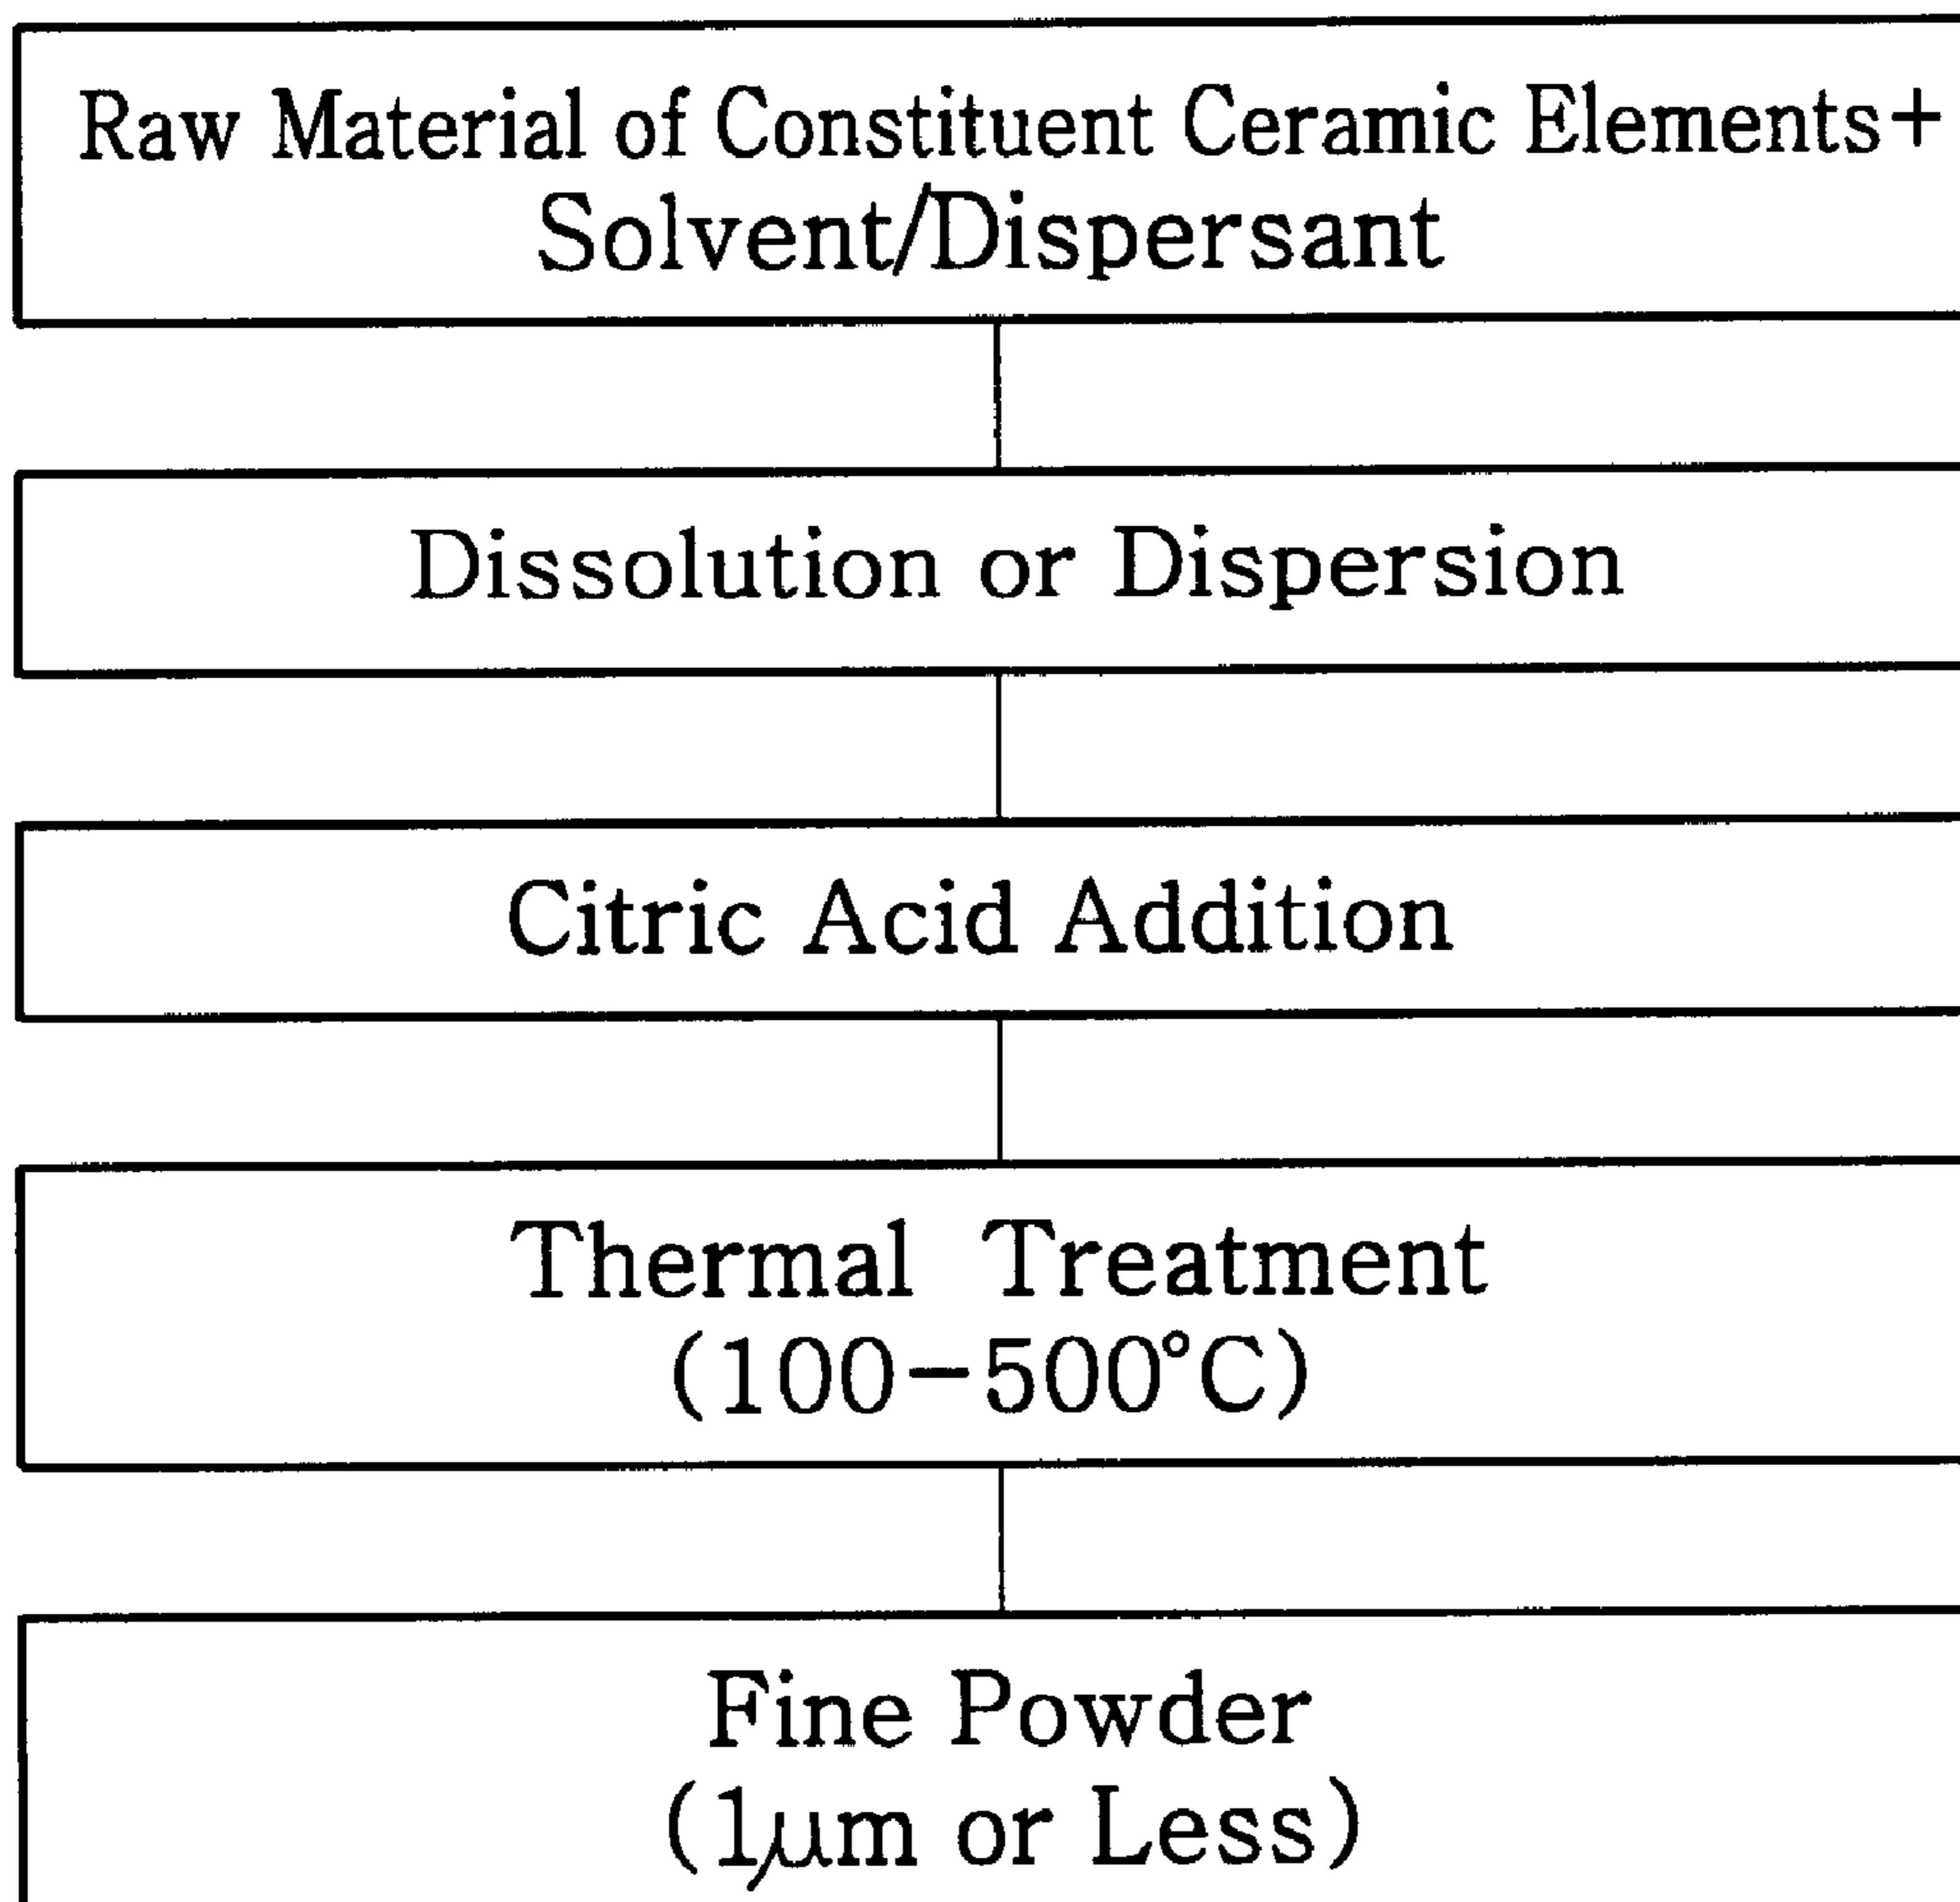 Raw Material of Constituent Ceramic Elements+
Solvent/Dispersant
Dissolution or Dispersion
Citric Acid Addition
Thermal Treatment
(100-500°C)
Fine Powder
(1μm or Less)